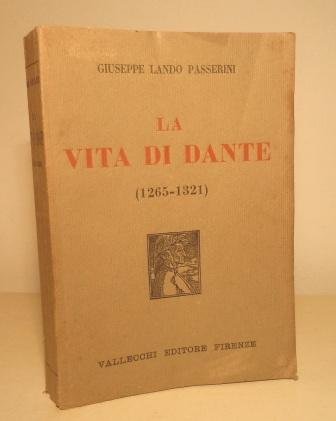 GIUSEPPE LANDO PASSERINI
LA
VITA DI DANTE
(1265-1321)
VALLECCHI EDITORE FIRENZE